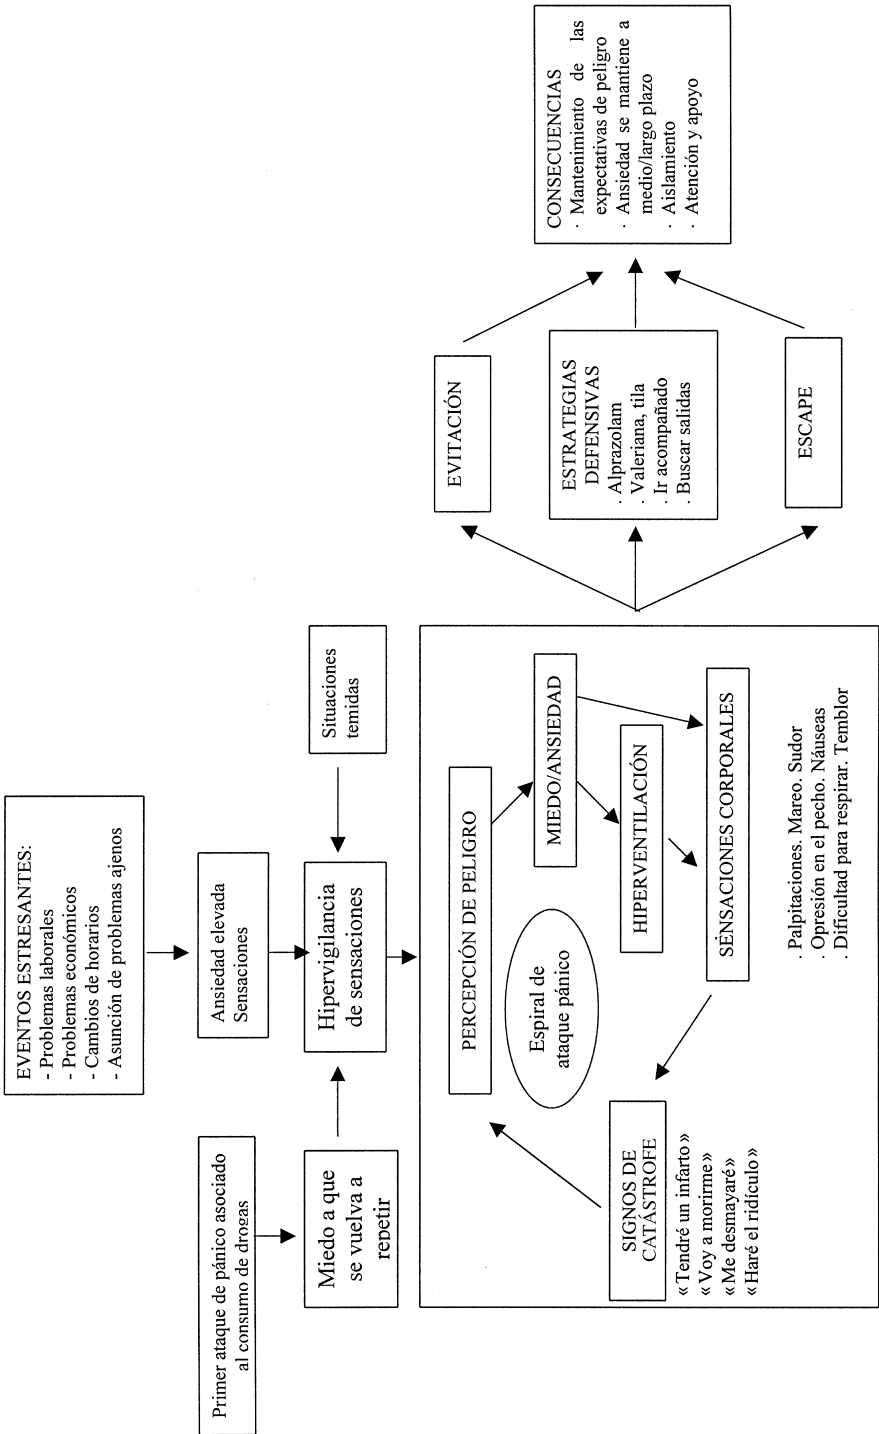 EVENTOS ESTRESANTES:
- Problemas laborales
- Problemas económicos
- Cambios de horarios
- Asunción de problemas ajenos
Primer ataque de pánico asociado
al consumo de drogas
Ansiedad elevada
Sensaciones
Miedo a que
se vuelva a
repetir
Hipervigilancia
de sensaciones
Situaciones
temidas
PERCEPCIÓN DE PELIGRO
MIEDO/ANSIEDAD
HIPERVENTILACIÓN
SENSACIONES CORPORALES
. Palpitaciones. Mareo. Sudor
. Opresión en el pecho. Náuseas
. Dificultad para respirar. Temblor
Espiral de
ataque pánico
SIGNOS DE
CATÁSTROFE
«Tendré un infarto»
«Voy a morirme»
«Me desmayaré»
«Haré el ridículo»
EVITACIÓN
ESTRATEGIAS
DEFENSIVAS
. Alprazolam
. Valeriana, tila
. Ir acompañado
. Buscar salidas
ESCAPE
CONSECUENCIAS
. Mantenimiento de las
expectativas de peligro
. Ansiedad se mantiene a
medio/largo plazo
. Aislamiento
. Atención y apoyo